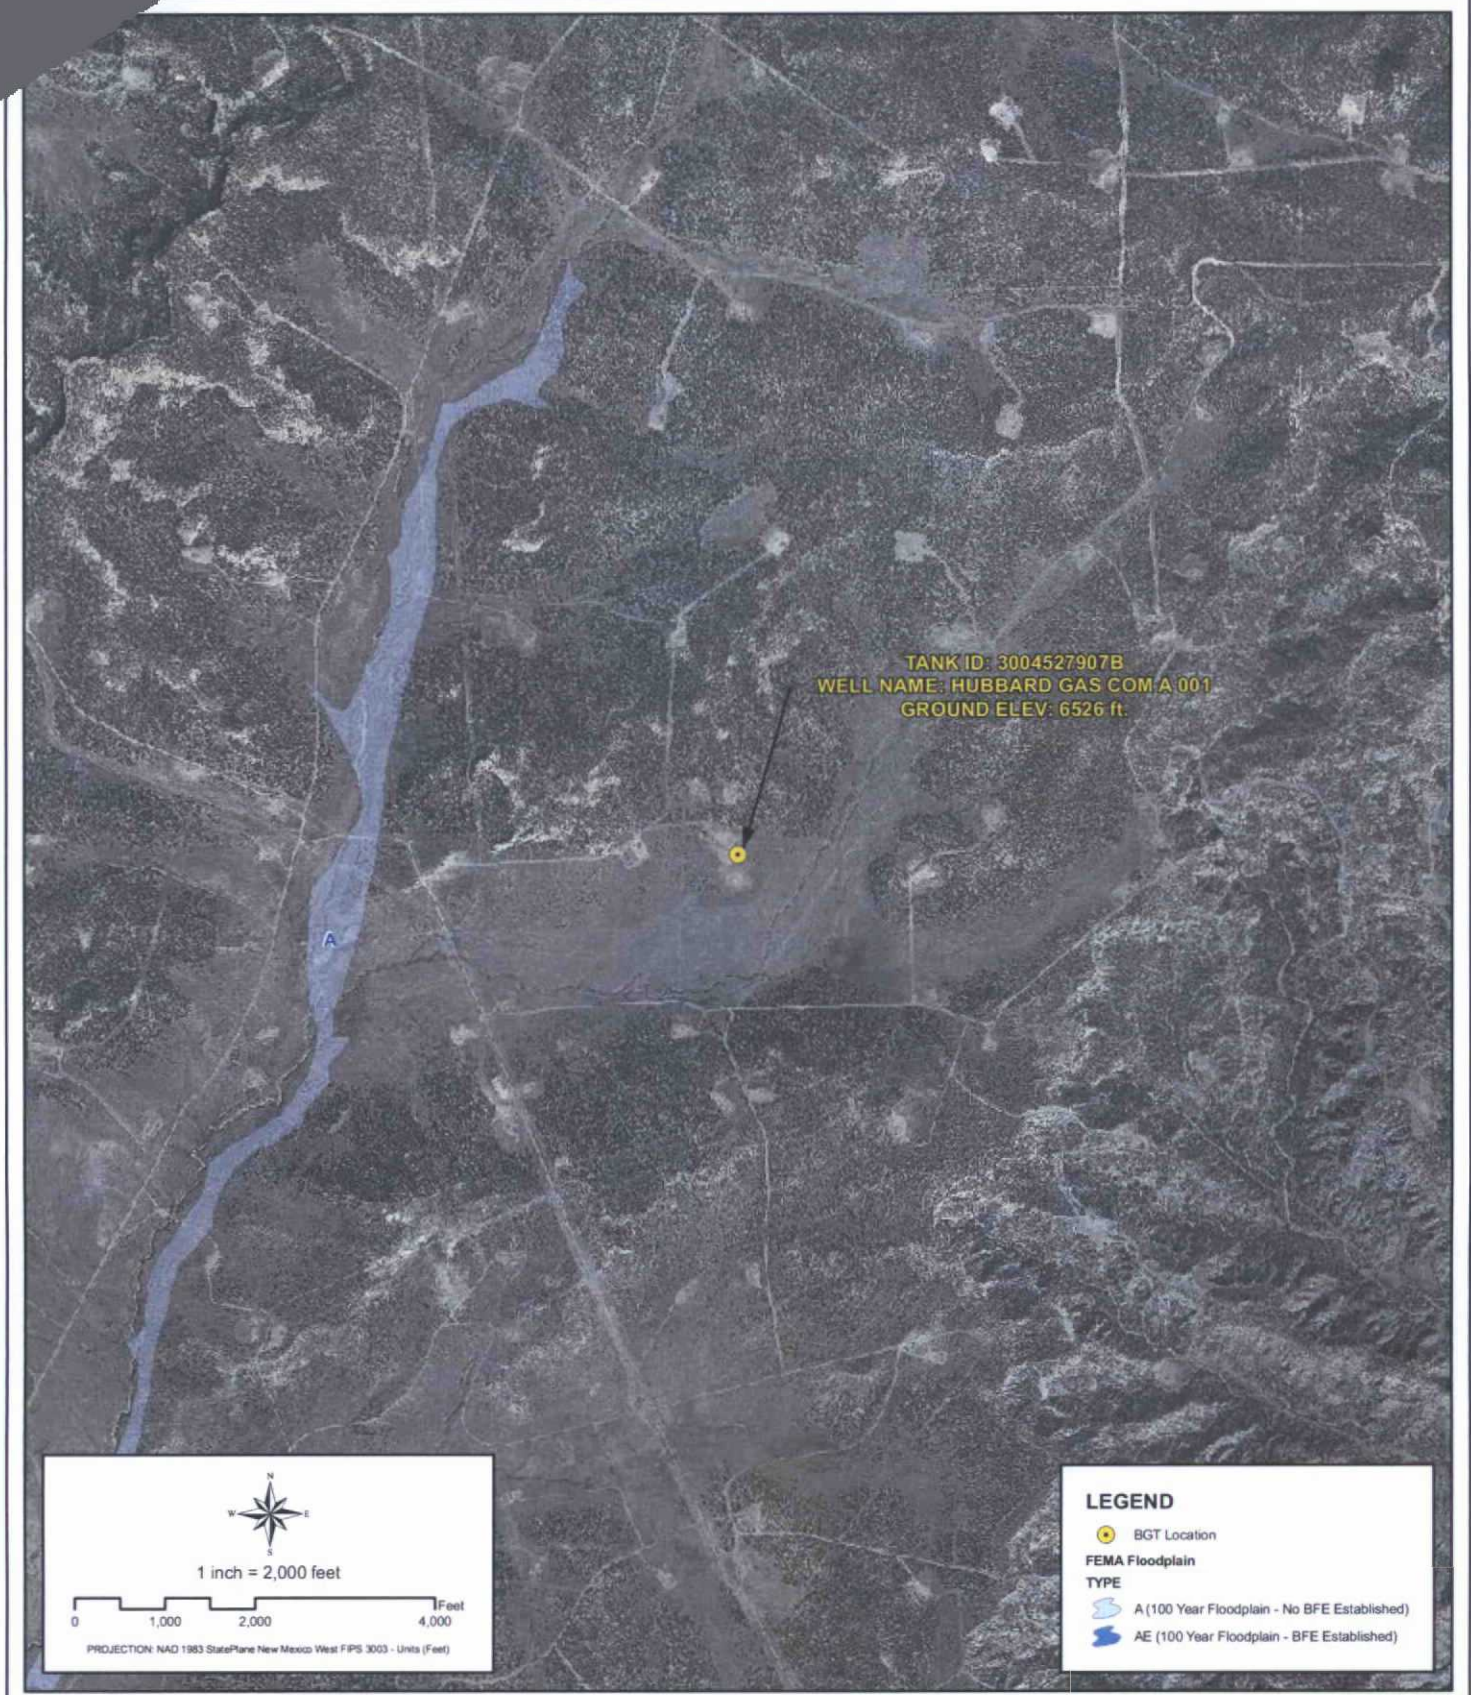 TANK ID: 3004527907B
WELL NAME: HUBBARD GAS COM A 001
GROUND ELEV: 6526 ft.
A
N
W E
S
1 inch = 2,000 feet
Feet
0 1,000 2,000 4,000
PROJECTION: NAD 1983 StatePlane New Mexico West FIPS 3003 - Units (Feet)
LEGEND
BGT Location
FEMA Floodplain
TYPE
A (100 Year Floodplain - No BFE Established)
AE (100 Year Floodplain - BFE Established)